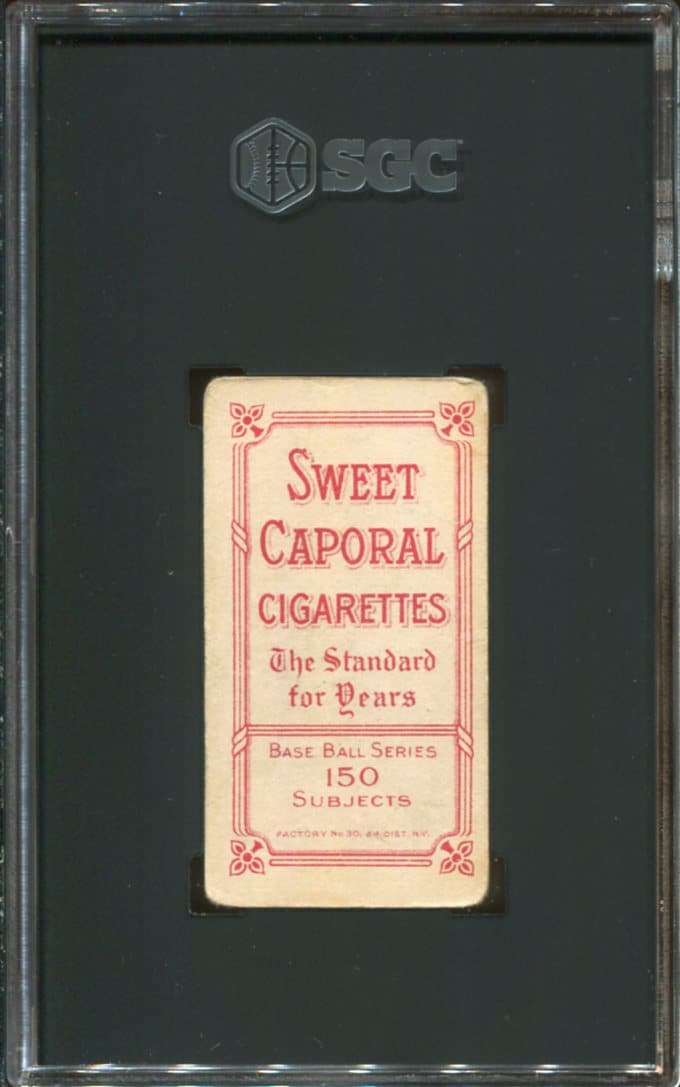 SGC
SWEET
CAPORAL
CIGARETTES
The Standard
for Years
BASE BALL SERIES
150
SUBJECTS
FACTORY No 30, 2d DIST. N.Y.